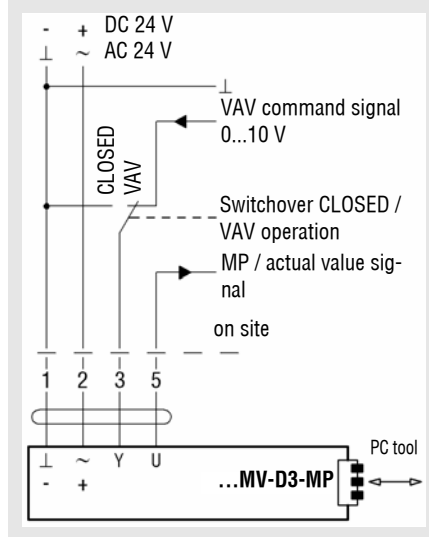 - + DC 24 V
⊥ ~ AC 24 V
⊥
VAV command signal
0...10 V
CLOSED
VAV
Switchover CLOSED /
VAV operation
MP / actual value sig-
nal
on site
1 2 3 5
⊥ ~ Y U
- +
...MV-D3-MP
PC tool